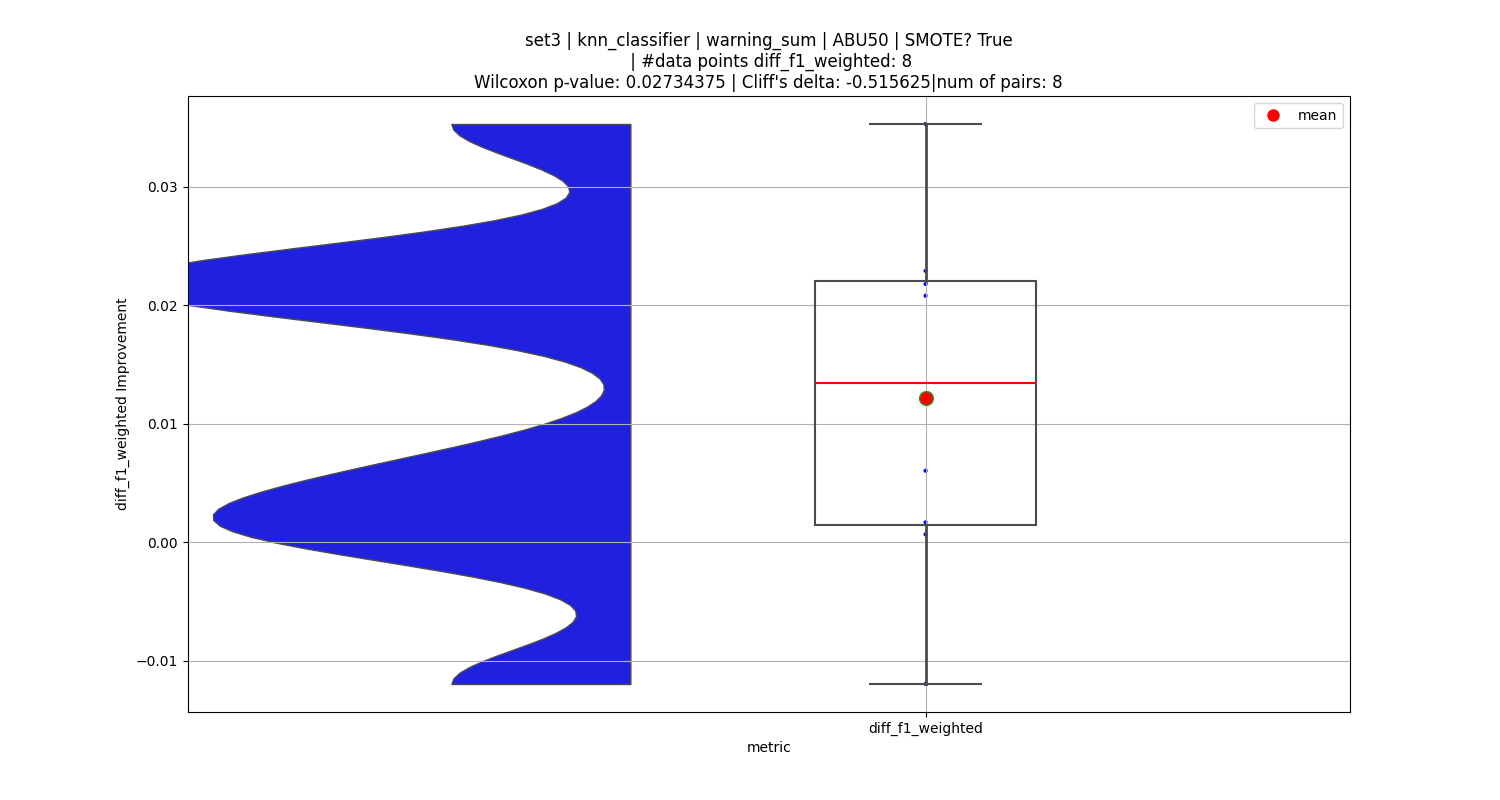 set3 | knn_classifier | warning_sum | ABU50 | SMOTE? True
| #data points diff_f1_weighted: 8
Wilcoxon p-value: 0.02734375 | Cliff's delta: -0.515625|num of pairs: 8
mean
0.03
0.02
0.01
0.00
−0.01
diff_f1_weighted Improvement
diff_f1_weighted
metric